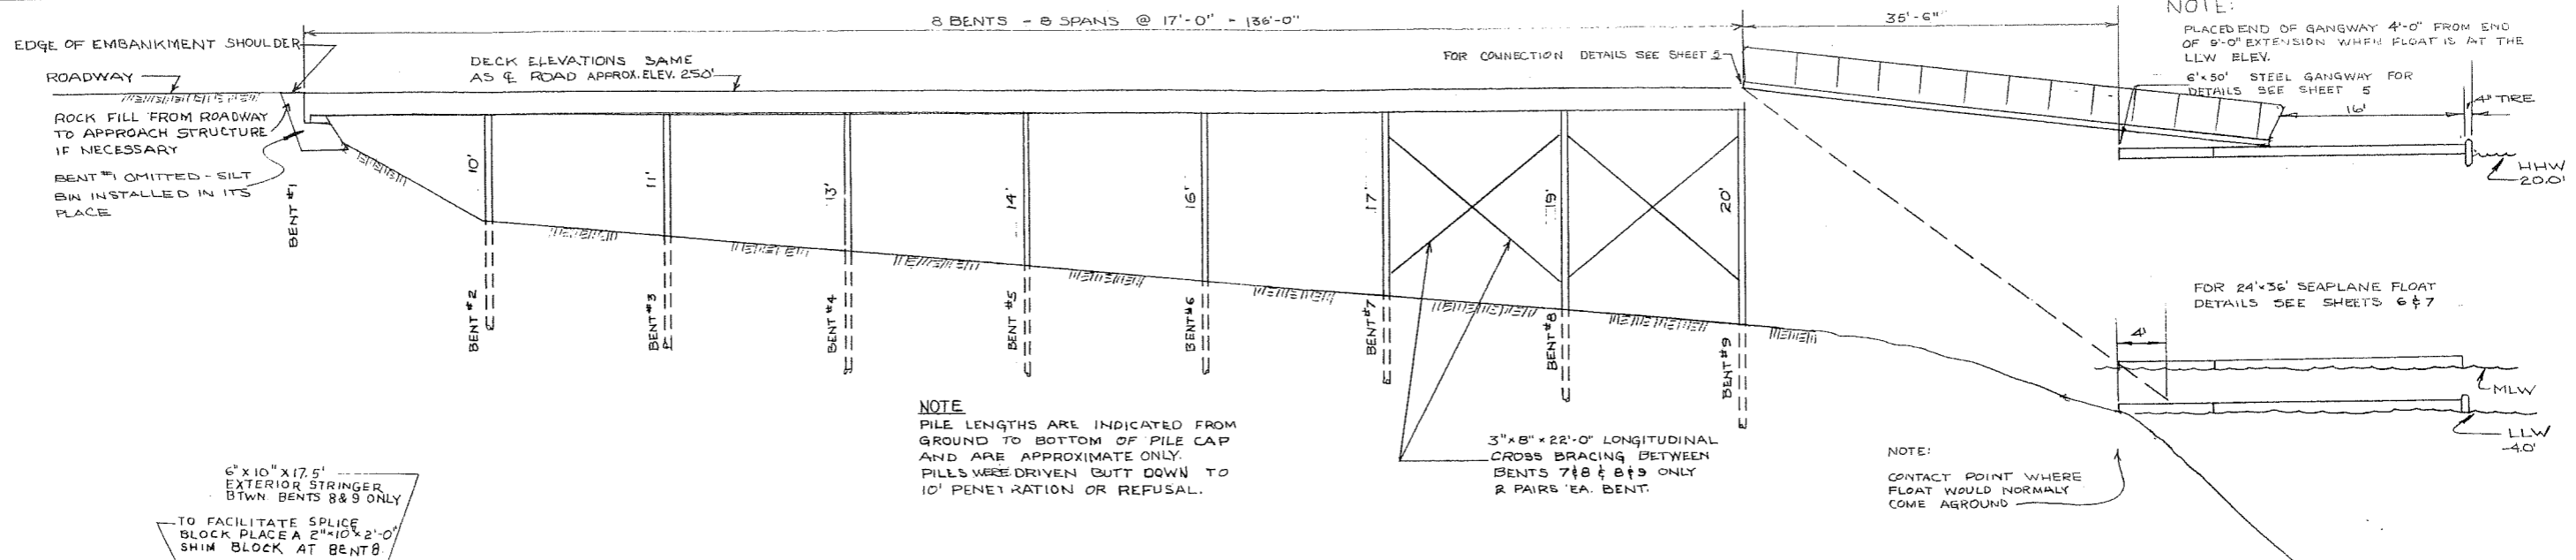 8 BENTS - 8 SPANS @ 17'-0" - 136'-0"
35'-6"
NOTE:
PLACED END OF GANGWAY 4'-0" FROM END
OF 9'-0" EXTENSION WHEN FLOAT IS AT THE
LLW ELEV.
6'x50' STEEL GANGWAY FOR
DETAILS SEE SHEET 5
16'
4" TIRE
HHW
20.0'
EDGE OF EMBANKMENT SHOULDER
ROADWAY
DECK ELEVATIONS SAME
AS ℄ ROAD APPROX. ELEV. 250'
FOR CONNECTION DETAILS SEE SHEET 5
ROCK FILL FROM ROADWAY
TO APPROACH STRUCTURE
IF NECESSARY
BENT #1 OMITTED - SILT
BIN INSTALLED IN ITS
PLACE
BENT #1
10'
11'
13'
14'
16'
17'
19'
20'
BENT #2
BENT #3
BENT #4
BENT #5
BENT #6
BENT #7
BENT #8
BENT #9
FOR 24'x36' SEAPLANE FLOAT
DETAILS SEE SHEETS 6 & 7
4'
MLW
LLW
-4.0'
NOTE
PILE LENGTHS ARE INDICATED FROM
GROUND TO BOTTOM OF PILE CAP
AND ARE APPROXIMATE ONLY.
PILES WERE DRIVEN BUTT DOWN TO
10' PENETRATION OR REFUSAL.
3"x8"x22'-0" LONGITUDINAL
CROSS BRACING BETWEEN
BENTS 7&8 & 8&9 ONLY
2 PAIRS EA. BENT.
NOTE:
CONTACT POINT WHERE
FLOAT WOULD NORMALY
COME AGROUND
6"x10"x17.5'
EXTERIOR STRINGER
BTWN. BENTS 8&9 ONLY
TO FACILITATE SPLICE
BLOCK PLACE A 2"x10"x2'-0"
SHIM BLOCK AT BENT 8.